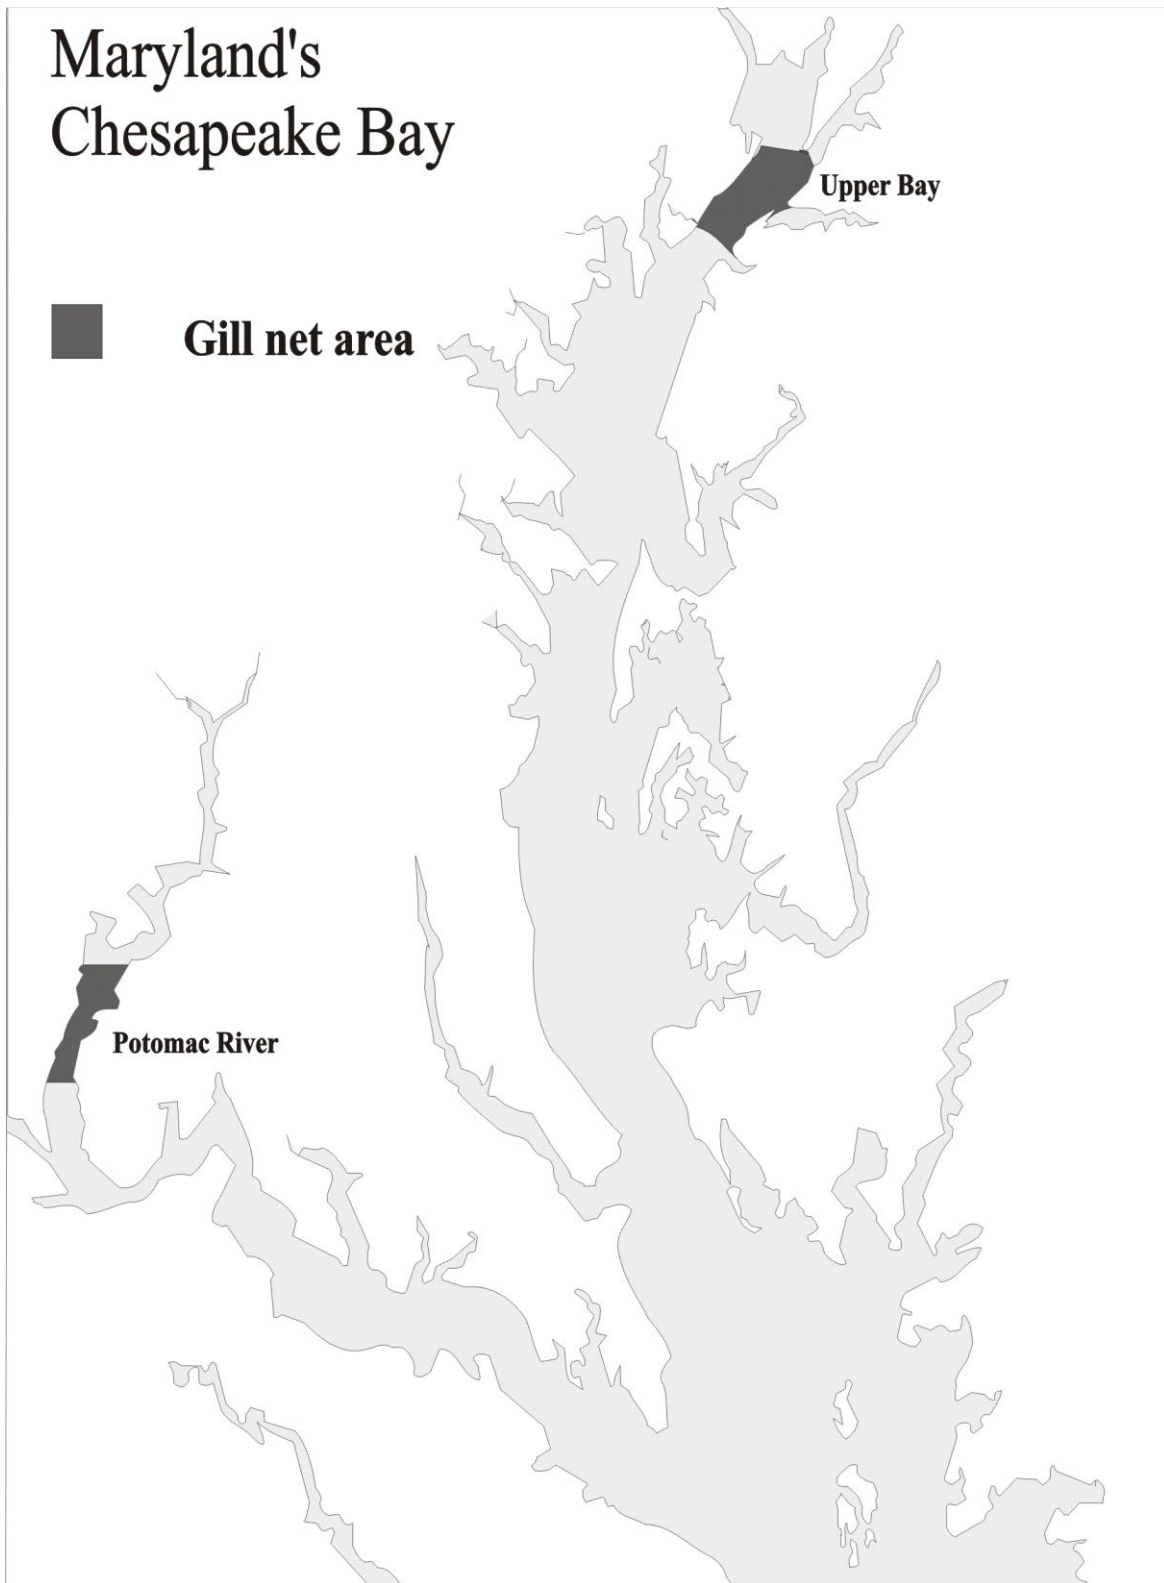 Maryland's
Chesapeake Bay
Upper Bay
Gill net area
Potomac River